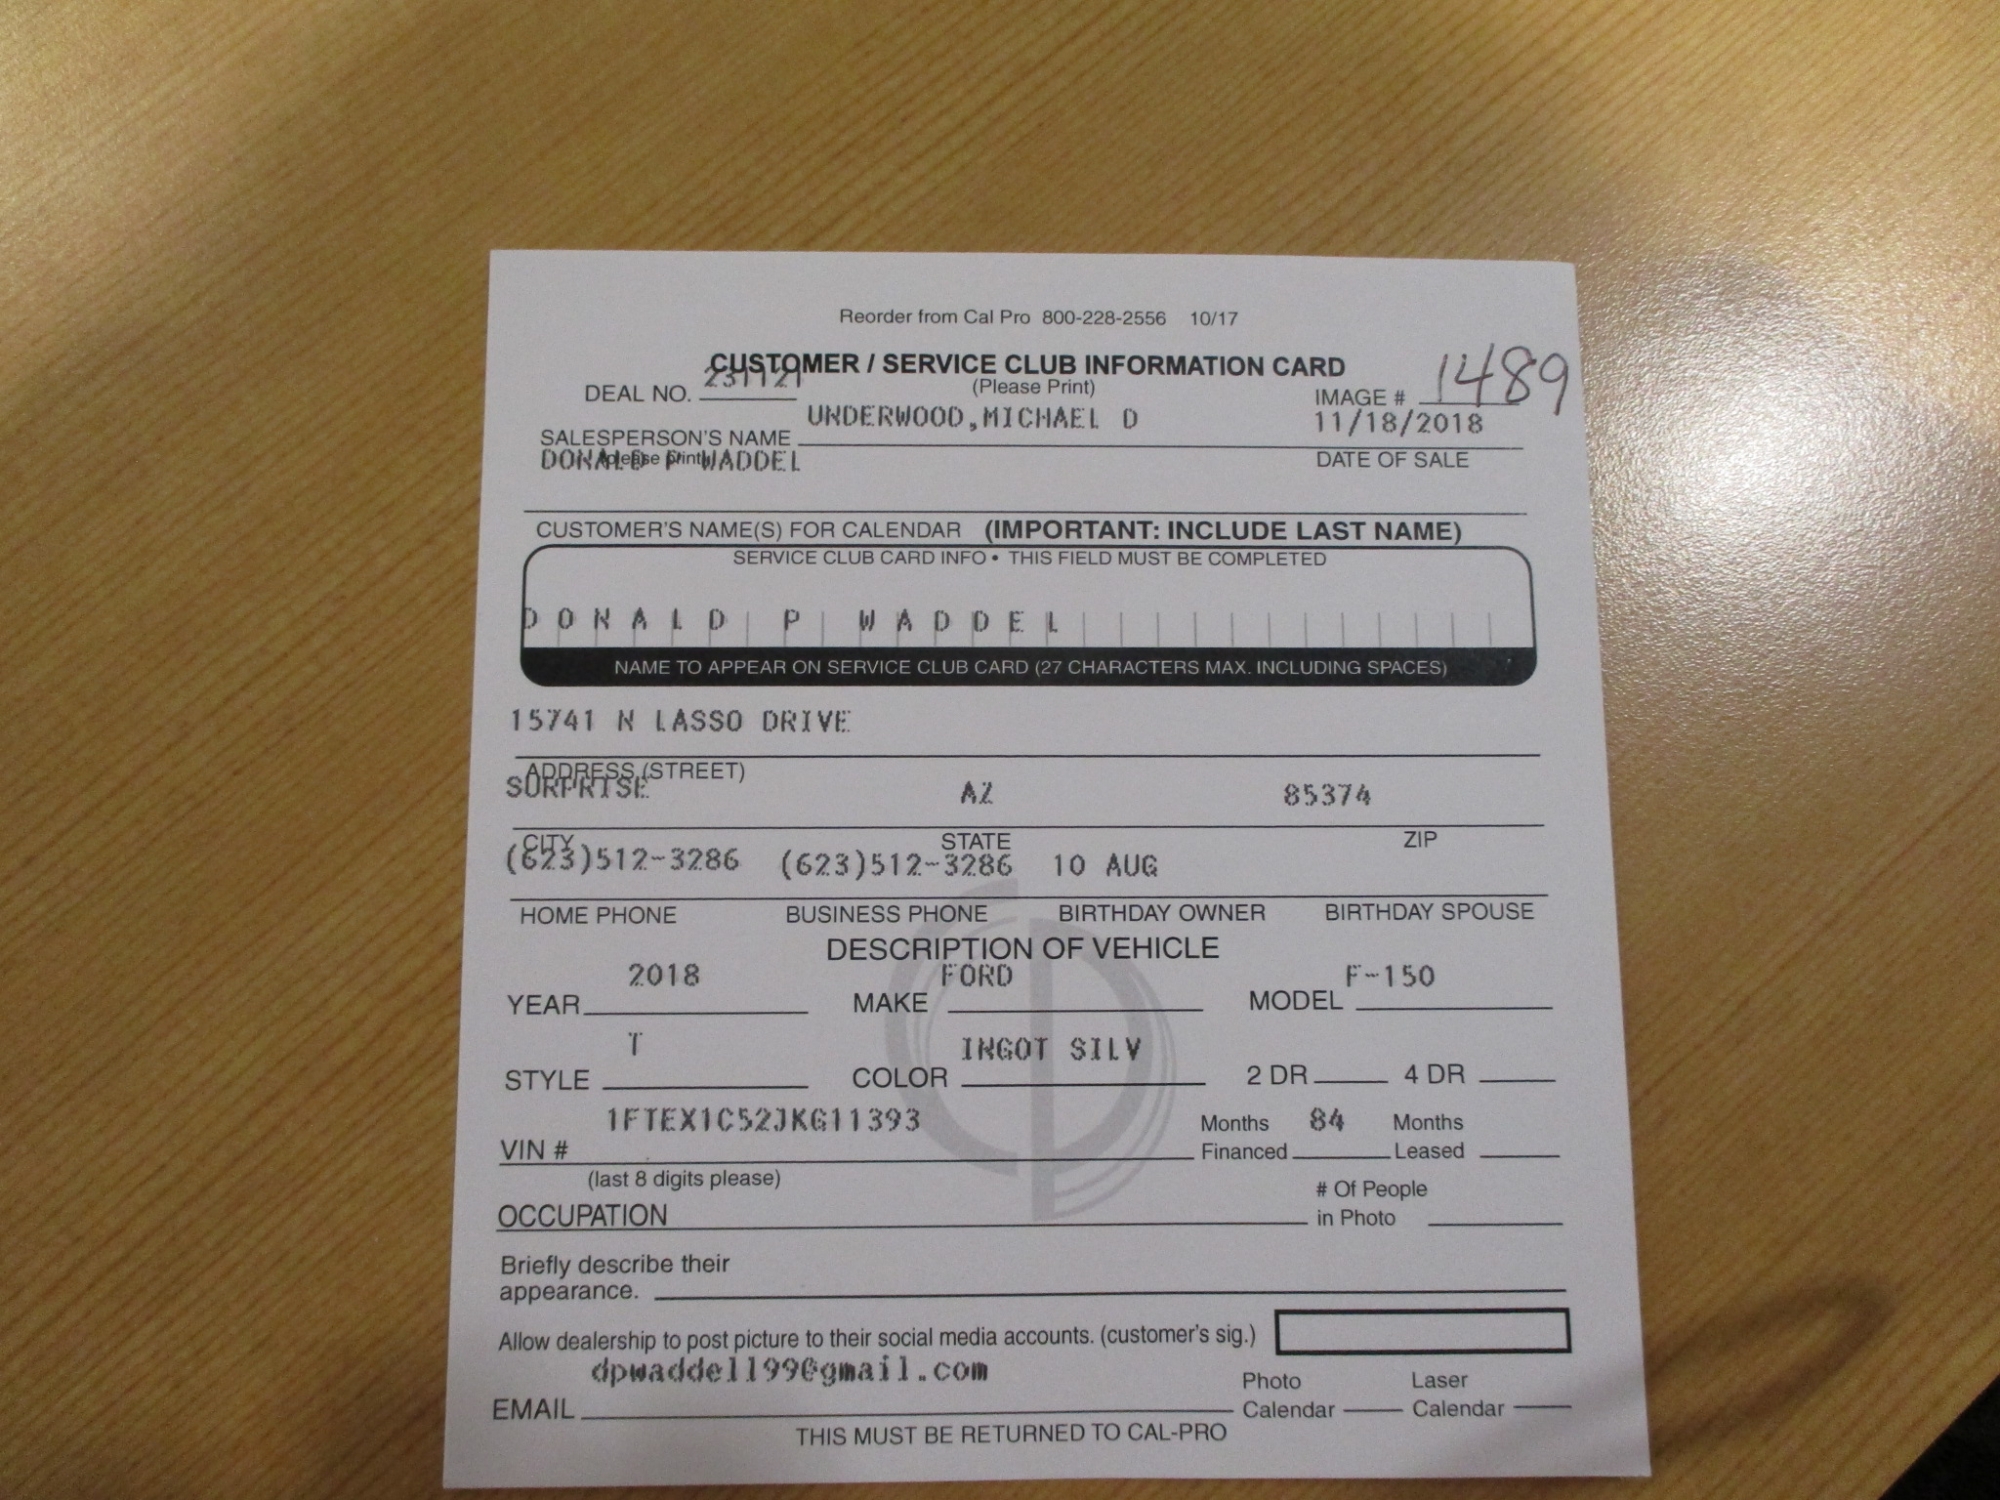 Reorder from Cal Pro 800-228-2556 10/17
CUSTOMER / SERVICE CLUB INFORMATION CARD
DEAL NO. 231121 (Please Print) IMAGE # 1489
UNDERWOOD,MICHAEL D 11/18/2018
SALESPERSON'S NAME DATE OF SALE
(please print)
DONALD P WADDEL
CUSTOMER'S NAME(S) FOR CALENDAR (IMPORTANT: INCLUDE LAST NAME)
SERVICE CLUB CARD INFO • THIS FIELD MUST BE COMPLETED
DONALD P WADDEL
NAME TO APPEAR ON SERVICE CLUB CARD (27 CHARACTERS MAX. INCLUDING SPACES)
15741 N LASSO DRIVE
ADDRESS (STREET)
SURPRISE AZ 85374
CITY STATE ZIP
(623)512-3286 (623)512-3286 10 AUG
HOME PHONE BUSINESS PHONE BIRTHDAY OWNER BIRTHDAY SPOUSE
DESCRIPTION OF VEHICLE
2018 FORD F-150
YEAR MAKE MODEL
T INGOT SILV
STYLE COLOR 2 DR 4 DR
1FTEX1C52JKG11393 Months 84 Months
VIN # Financed Leased
(last 8 digits please) # Of People
OCCUPATION in Photo
Briefly describe their
appearance.
Allow dealership to post picture to their social media accounts. (customer's sig.)
dpwaddel199@gmail.com Photo Laser
EMAIL Calendar Calendar
THIS MUST BE RETURNED TO CAL-PRO